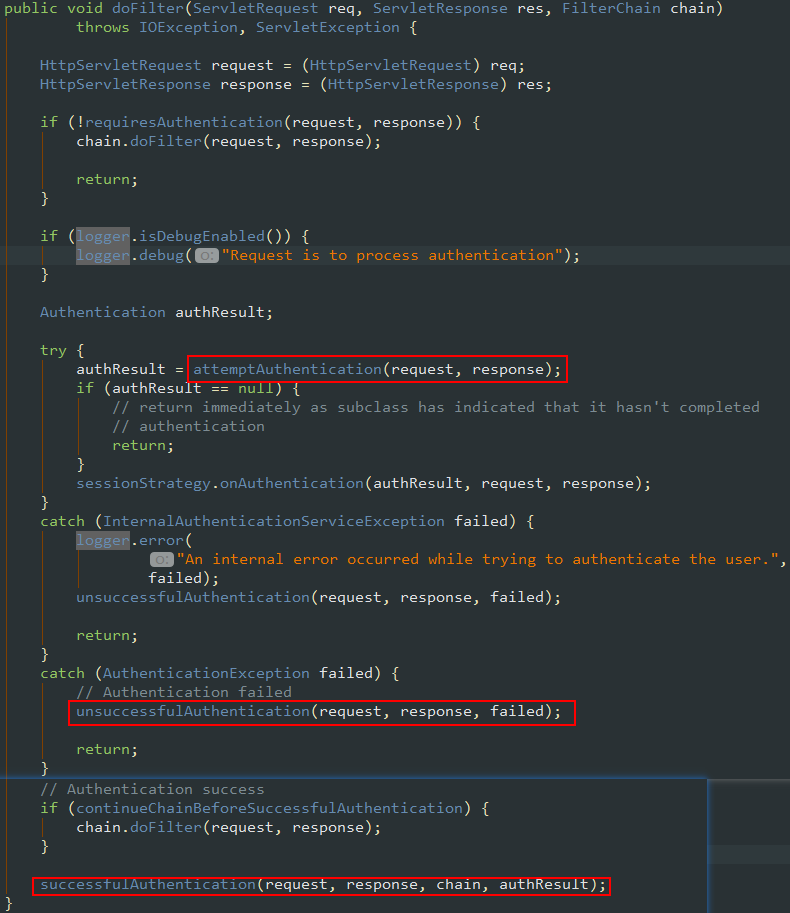 public void doFilter(ServletRequest req, ServletResponse res, FilterChain chain)
        throws IOException, ServletException {

    HttpServletRequest request = (HttpServletRequest) req;
    HttpServletResponse response = (HttpServletResponse) res;

    if (!requiresAuthentication(request, response)) {
        chain.doFilter(request, response);

        return;
    }

    if (logger.isDebugEnabled()) {
        logger.debug( o: "Request is to process authentication");
    }

    Authentication authResult;

    try {
        authResult = attemptAuthentication(request, response);
        if (authResult == null) {
            // return immediately as subclass has indicated that it hasn't completed
            // authentication
            return;
        }
        sessionStrategy.onAuthentication(authResult, request, response);
    }
    catch (InternalAuthenticationServiceException failed) {
        logger.error(
                o: "An internal error occurred while trying to authenticate the user.",
                failed);
        unsuccessfulAuthentication(request, response, failed);

        return;
    }
    catch (AuthenticationException failed) {
        // Authentication failed
        unsuccessfulAuthentication(request, response, failed);

        return;
    }
    // Authentication success
    if (continueChainBeforeSuccessfulAuthentication) {
        chain.doFilter(request, response);
    }

    successfulAuthentication(request, response, chain, authResult);
}